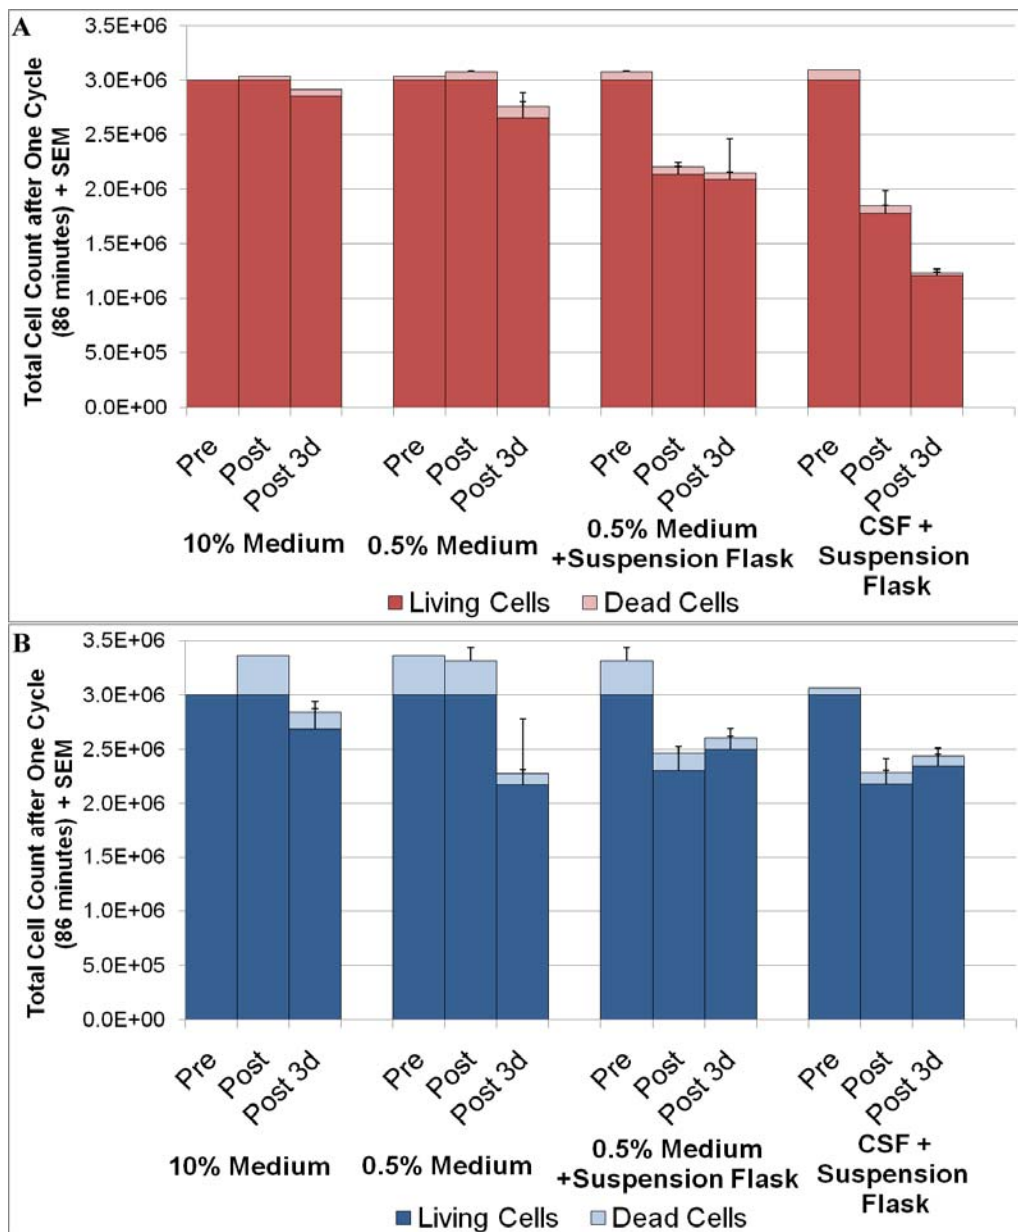 A
Total Cell Count after One Cycle
(86 minutes) + SEM
3.5E+06
3.0E+06
2.5E+06
2.0E+06
1.5E+06
1.0E+06
5.0E+05
0.0E+00
Pre Post Post 3d Pre Post Post 3d Pre Post Post 3d Pre Post Post 3d
10% Medium
0.5% Medium
0.5% Medium
+Suspension Flask
CSF +
Suspension
Flask
Living Cells Dead Cells
B
Total Cell Count after One Cycle
(86 minutes) + SEM
3.5E+06
3.0E+06
2.5E+06
2.0E+06
1.5E+06
1.0E+06
5.0E+05
0.0E+00
Pre Post Post 3d Pre Post Post 3d Pre Post Post 3d Pre Post Post 3d
10% Medium
0.5% Medium
0.5% Medium
+Suspension Flask
CSF +
Suspension
Flask
Living Cells Dead Cells